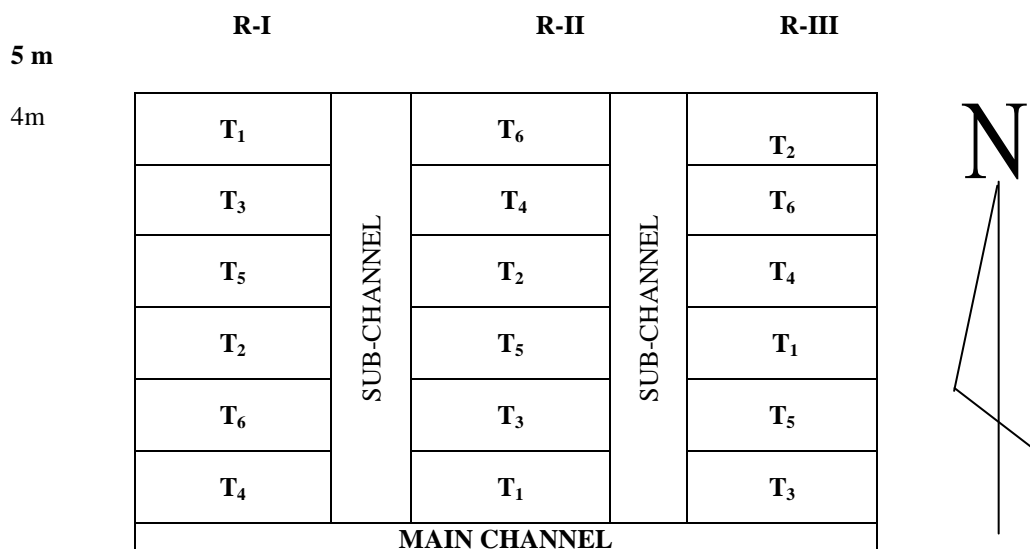 R-I R-II R-III
5 m
4m
T₁ T₆ T₂
N
T₃ T₄ T₆
T₅ T₂ T₄
SUB-CHANNEL
SUB-CHANNEL
T₂ T₅ T₁
T₆ T₃ T₅
T₄ T₁ T₃
MAIN CHANNEL